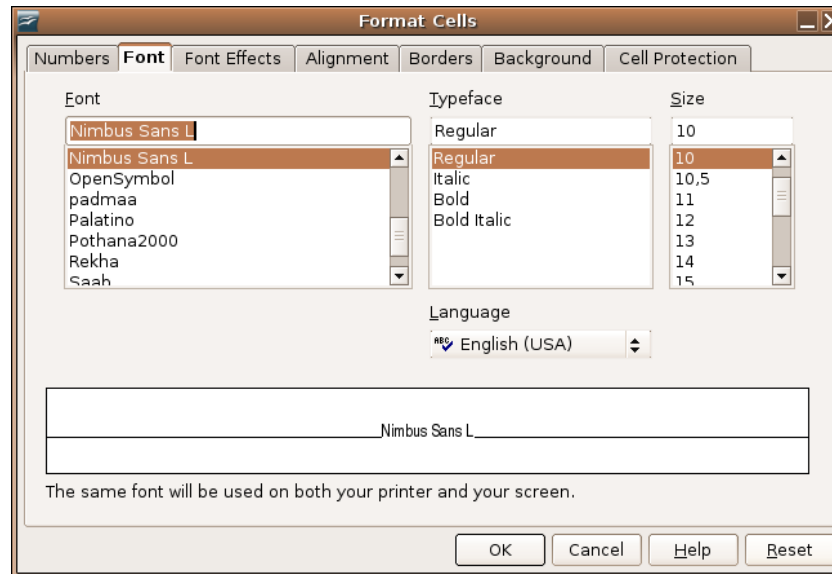 Format Cells
Numbers Font Font Effects Alignment Borders Background Cell Protection
Font Typeface Size
Nimbus Sans L Regular 10
Nimbus Sans L Regular 10
OpenSymbol Italic 10,5
padmaa Bold 11
Palatino Bold Italic 12
Pothana2000 13
Rekha 14
Saab 15
Language
ABC English (USA)
Nimbus Sans L
The same font will be used on both your printer and your screen.
OK Cancel Help Reset